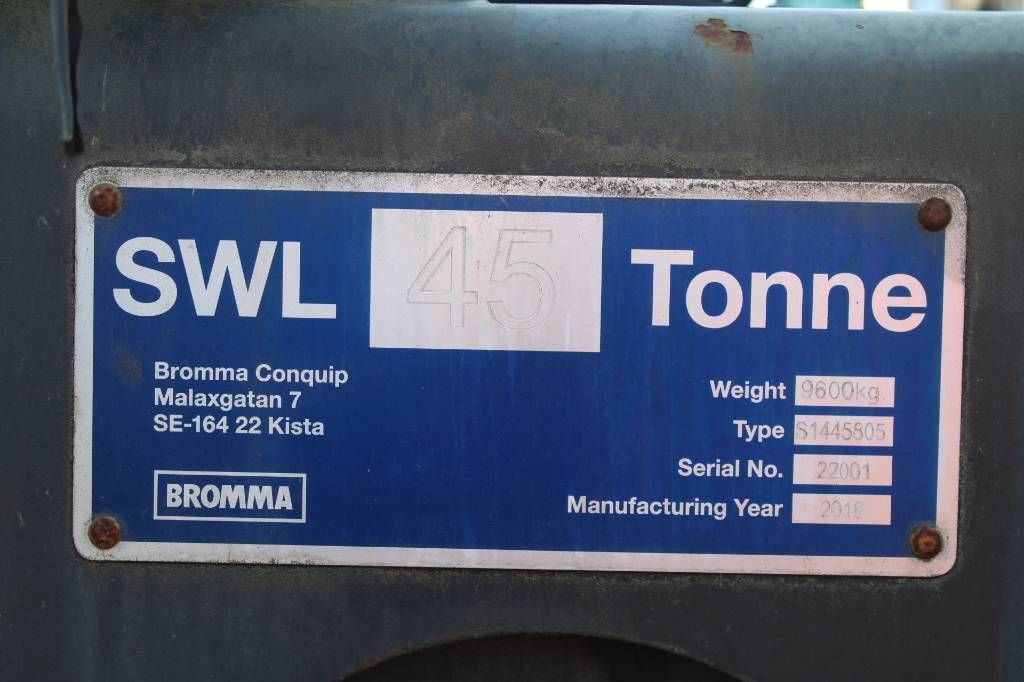 SWL 45 Tonne
Bromma Conquip
Malaxgatan 7
SE-164 22 Kista
BROMMA
Weight 9600kg.
Type S1445805
Serial No. 22001
Manufacturing Year